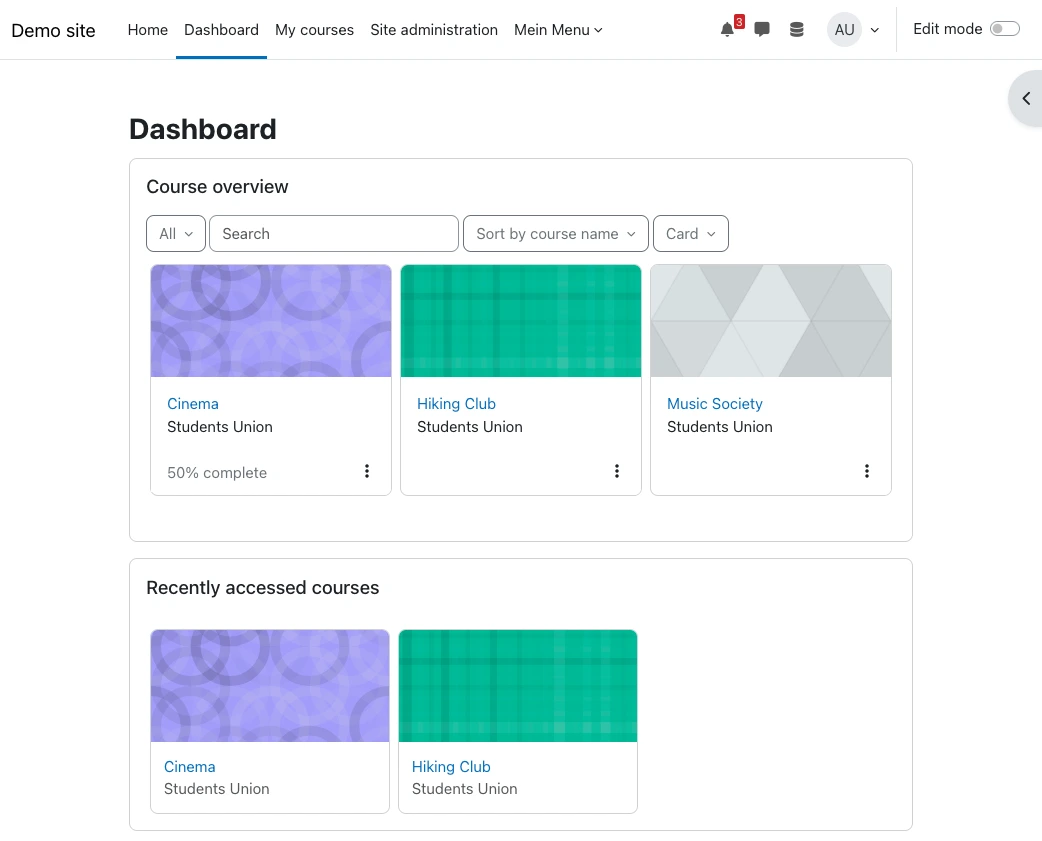 Demo site Home Dashboard My courses Site administration Mein Menu 3 AU Edit mode
Dashboard
Course overview
All Search Sort by course name Card
Cinema Hiking Club Music Society
Students Union Students Union Students Union
50% complete
Recently accessed courses
Cinema Hiking Club
Students Union Students Union